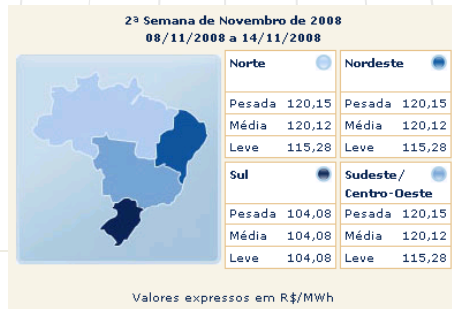 2ª Semana de Novembro de 2008
08/11/2008 a 14/11/2008
Norte
Pesada 120,15
Média 120,12
Leve 115,28
Nordeste
Pesada 120,15
Média 120,12
Leve 115,28
Sul
Pesada 104,08
Média 104,08
Leve 104,08
Sudeste/
Centro-Oeste
Pesada 120,15
Média 120,12
Leve 115,28
Valores expressos em R$/MWh